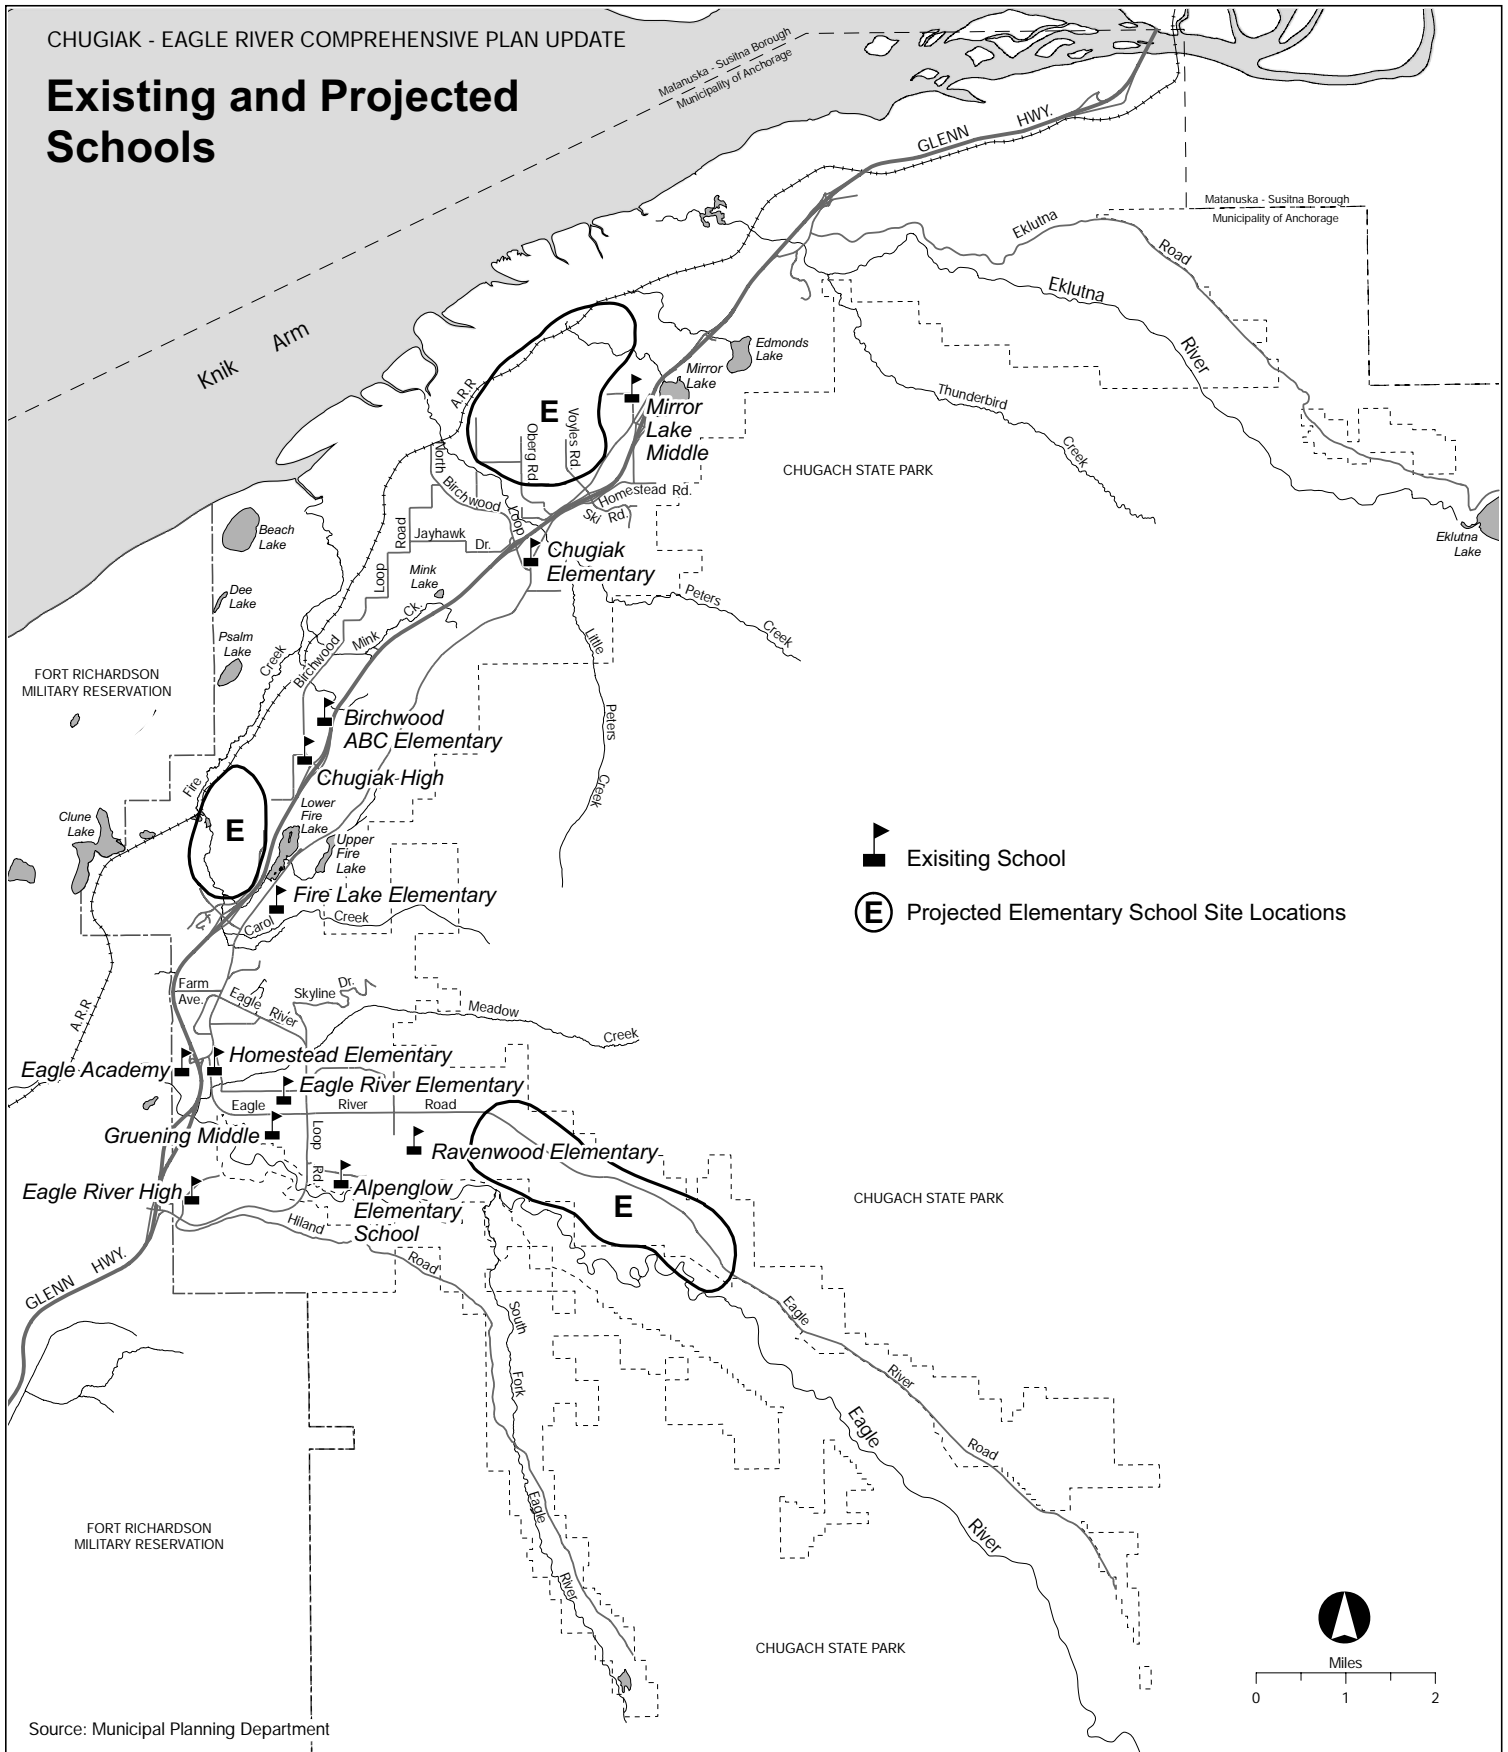 CHUGIAK - EAGLE RIVER COMPREHENSIVE PLAN UPDATE
Existing and Projected
Schools
Matanuska - Susitna Borough
Municipality of Anchorage
GLENN HWY.
Matanuska - Susitna Borough
Municipality of Anchorage
Eklutna Road
Eklutna River
Knik Arm
Edmonds
Lake
Mirror
Lake
A.R.R
E
Mirror
Lake
Middle
Oberg Rd.
Voyles Rd.
Thunderbird Creek
CHUGACH STATE PARK
North
Birchwood
Loop
Homestead Rd.
Ski Rd.
Eklutna
Lake
Beach
Lake
Road
Jayhawk
Dr.
Chugiak
Elementary
Mink
Lake
Loop
Dee
Lake
Mink Ck.
Peters Creek
Psalm
Lake
Creek
Birchwood
Little
Peters
Creek
FORT RICHARDSON
MILITARY RESERVATION
Birchwood
ABC Elementary
Chugiak-High
Fire
Lower
Fire
Lake
Clune
Lake
E
Upper
Fire
Lake
Exisiting School
Fire Lake Elementary
E
Projected Elementary School Site Locations
Carol Creek
Farm
Ave.
Eagle River
Skyline Dr.
A.R.R
Meadow Creek
Homestead Elementary
Eagle Academy
Eagle River Elementary
Eagle River Road
Gruening Middle
Loop
Rd.
Ravenwood Elementary
Eagle River High
Alpenglow
Elementary
School
E
CHUGACH STATE PARK
Hiland Road
GLENN HWY.
South
Fork
Eagle
River
Eagle
River
Road
Eagle
River
FORT RICHARDSON
MILITARY RESERVATION
CHUGACH STATE PARK
Miles
0 1 2
Source: Municipal Planning Department